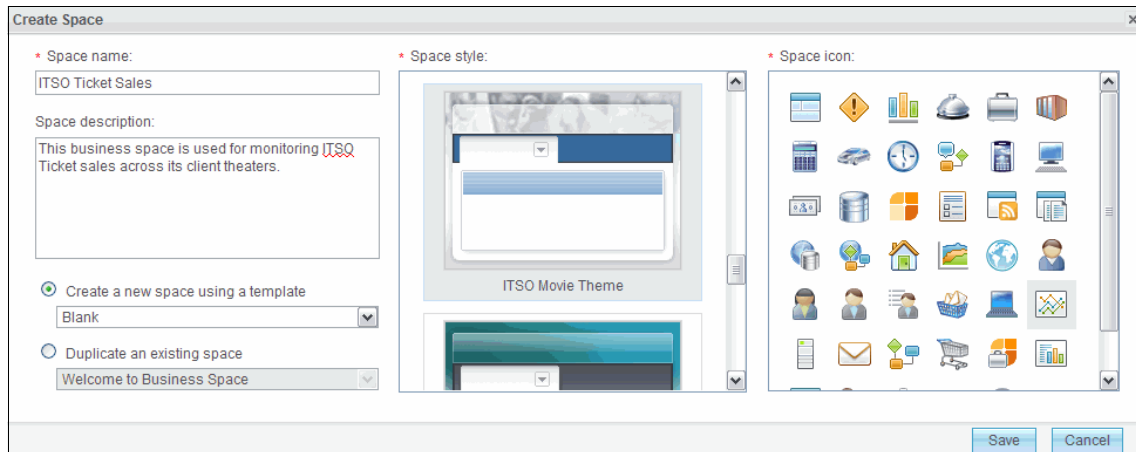 Create Space
* Space name:
ITSO Ticket Sales
Space description:
This business space is used for monitoring ITSO
Ticket sales across its client theaters.
Create a new space using a template
Blank
Duplicate an existing space
Welcome to Business Space
* Space style:
ITSO Movie Theme
* Space icon:
Save
Cancel